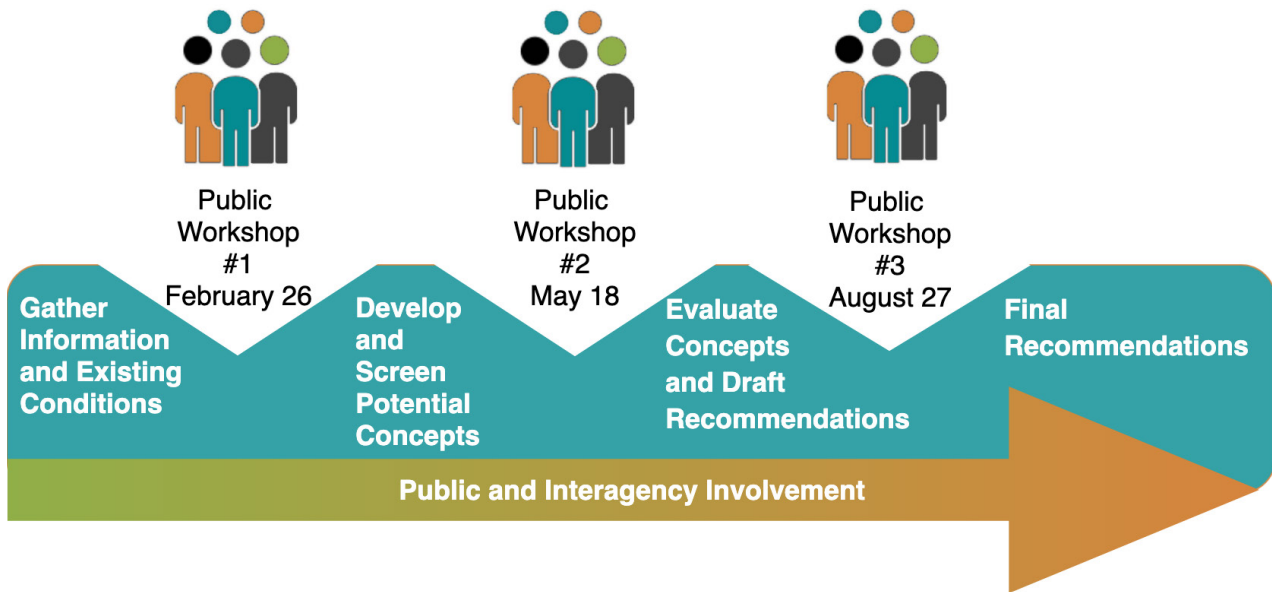 Public
Workshop
#1
February 26
Public
Workshop
#2
May 18
Public
Workshop
#3
August 27
Gather
Information
and Existing
Conditions
Develop
and
Screen
Potential
Concepts
Evaluate
Concepts
and Draft
Recommendations
Final
Recommendations
Public and Interagency Involvement